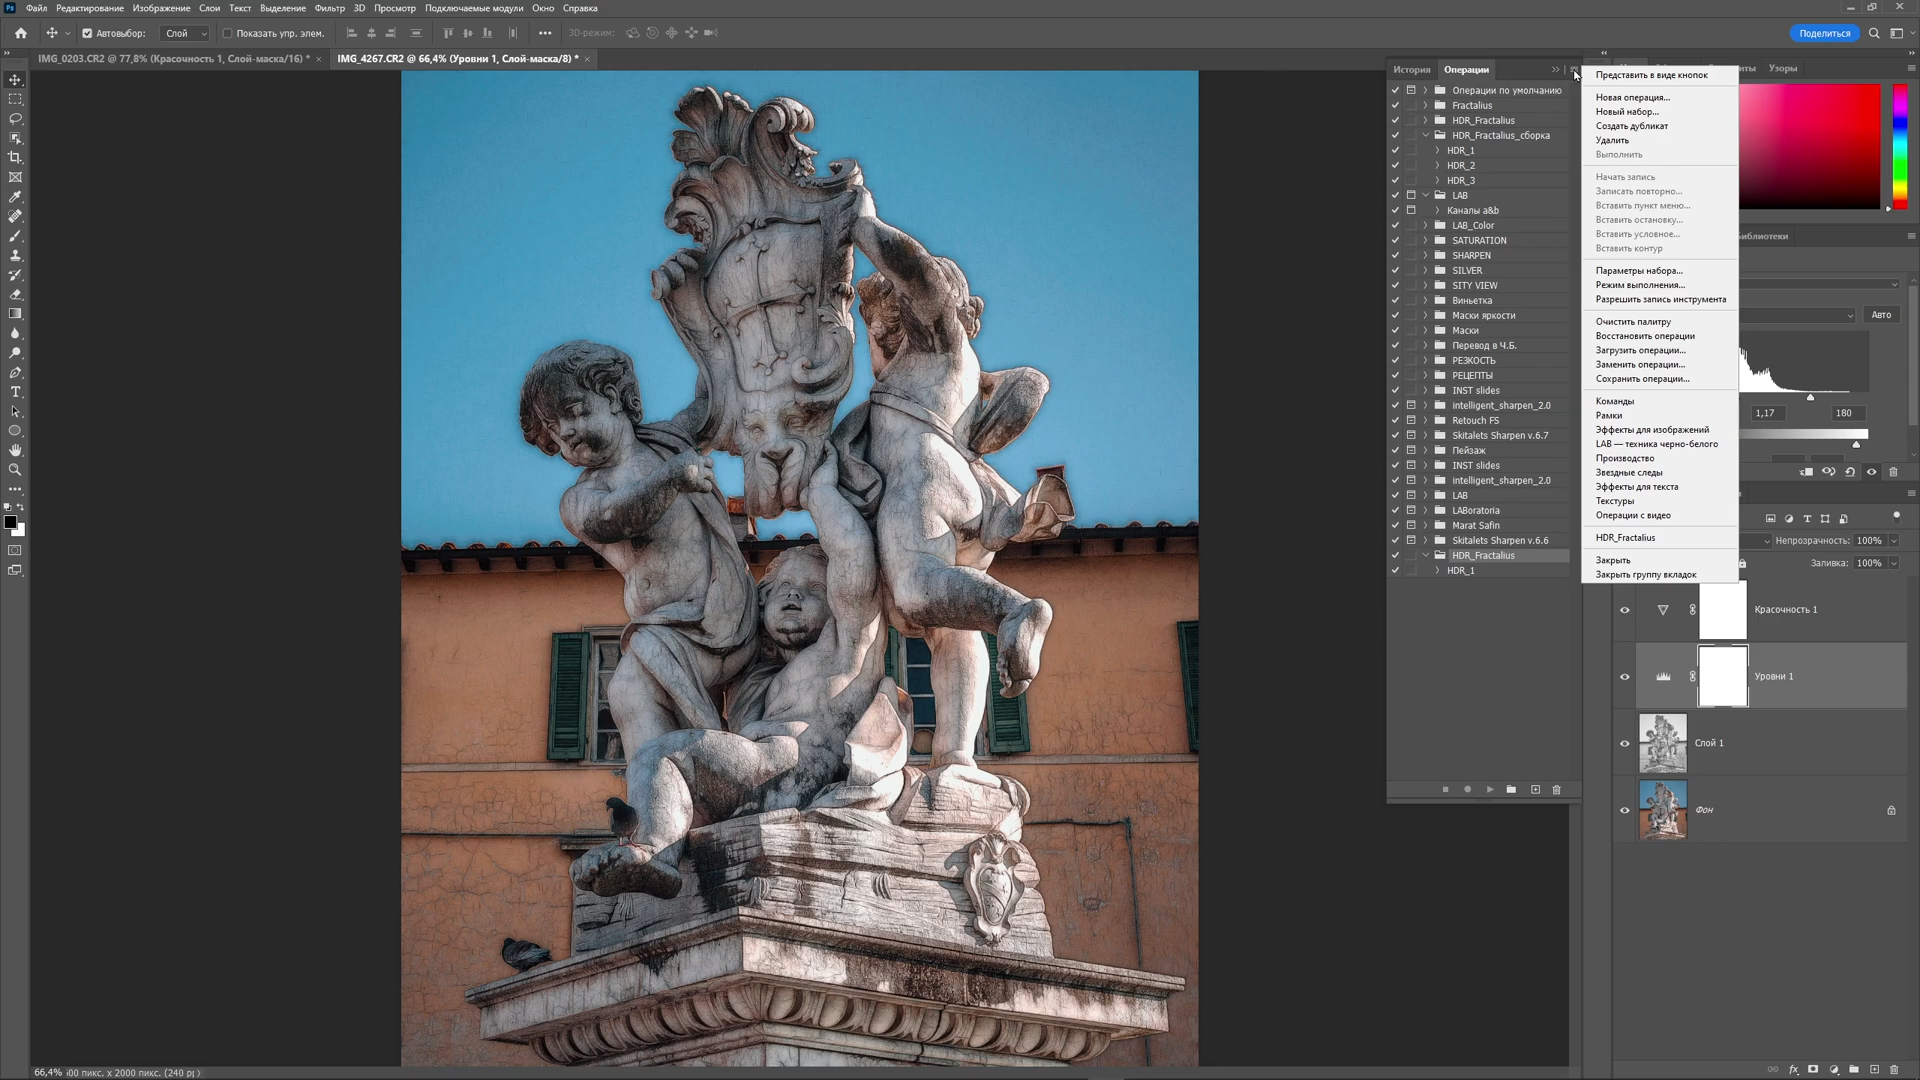 Файл Редактирование Изображение Слои Текст Выделение Фильтр 3D Просмотр Подключаемые модули Окно Справка
Автовыбор: Слой Показать упр. элем. 3D-режим: Поделиться
IMG_0203.CR2 @ 77,8% (Красочность 1, Слой-маска/16) * × IMG_4267.CR2 @ 66,4% (Уровни 1, Слой-маска/8) * ×
История Операции
Операции по умолчанию
Fractalius
HDR_Fractalius
HDR_Fractalius_сборка
HDR_1
HDR_2
HDR_3
LAB
Каналы a&b
LAB_Color
SATURATION
SHARPEN
SILVER
SITY VIEW
Виньетка
Маски яркости
Маски
Перевод в Ч.Б.
РЕЗКОСТЬ
РЕЦЕПТЫ
INST slides
intelligent_sharpen_2.0
Retouch FS
Skitalets Sharpen v.6.7
Пейзаж
INST slides
intelligent_sharpen_2.0
LAB
LABoratoria
Marat Safin
Skitalets Sharpen v.6.6
HDR_Fractalius
HDR_1
Представить в виде кнопок
Новая операция...
Новый набор...
Создать дубликат
Удалить
Выполнить
Начать запись
Записать повторно...
Вставить пункт меню...
Вставить остановку...
Вставить условное...
Вставить контур
Параметры набора...
Режим выполнения...
Разрешить запись инструмента
Очистить палитру
Восстановить операции
Загрузить операции...
Заменить операции...
Сохранить операции...
Команды
Рамки
Эффекты для изображений
LAB — техника черно-белого
Производство
Звездные следы
Эффекты для текста
Текстуры
Операции с видео
HDR_Fractalius
Закрыть
Закрыть группу вкладок
Узоры
Библиотеки
Авто
1,17 180
Непрозрачность: 100%
Заливка: 100%
Красочность 1
Уровни 1
Слой 1
Фон
66,4% 00 пикс. x 2000 пикс. (240 p